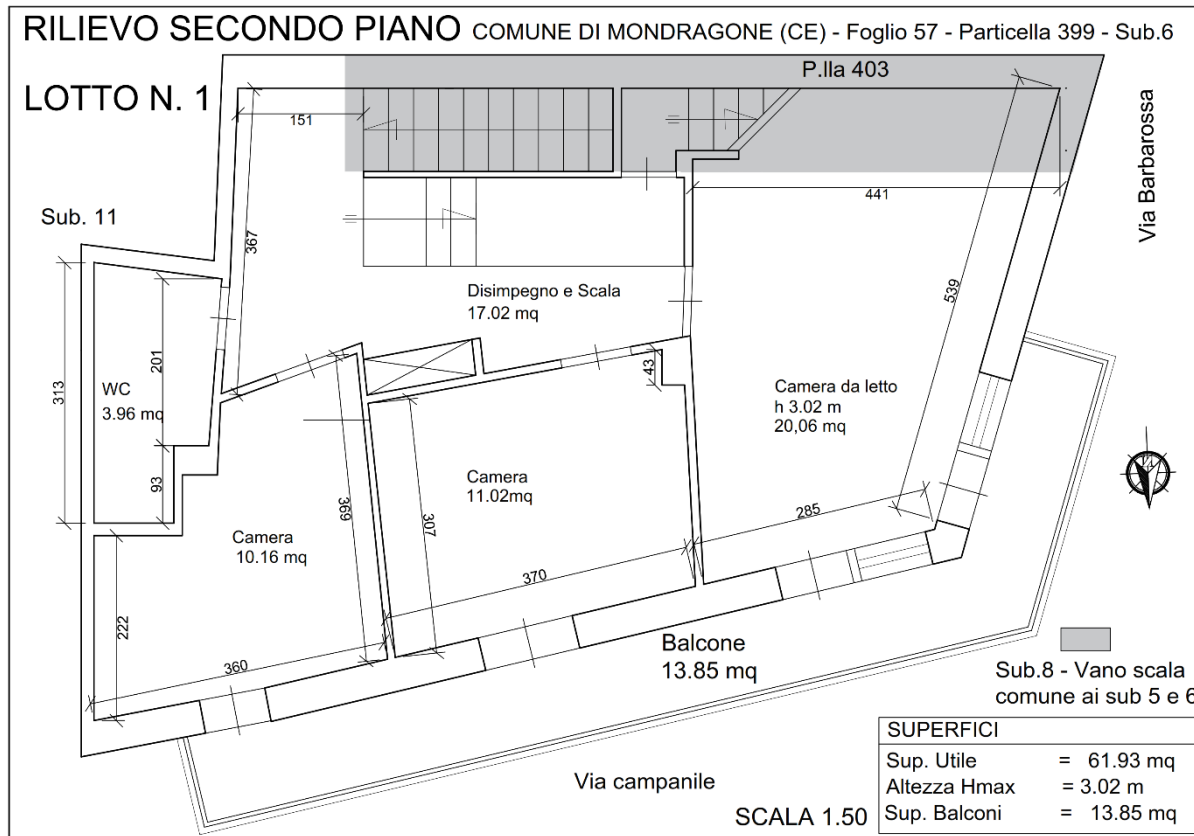 RILIEVO SECONDO PIANO COMUNE DI MONDRAGONE (CE) - Foglio 57 - Particella 399 - Sub.6
LOTTO N. 1
P.lla 403
151
441
Via Barbarossa
Sub. 11
367
539
Disimpegno e Scala
17.02 mq
313
201
WC
3.96 mq
43
Camera da letto
h 3.02 m
20,06 mq
93
Camera
11.02mq
369
307
285
Camera
10.16 mq
222
370
360
Balcone
13.85 mq
Sub.8 - Vano scala
comune ai sub 5 e 6
Via campanile
SCALA 1.50
SUPERFICI
Sup. Utile = 61.93 mq
Altezza Hmax = 3.02 m
Sup. Balconi = 13.85 mq